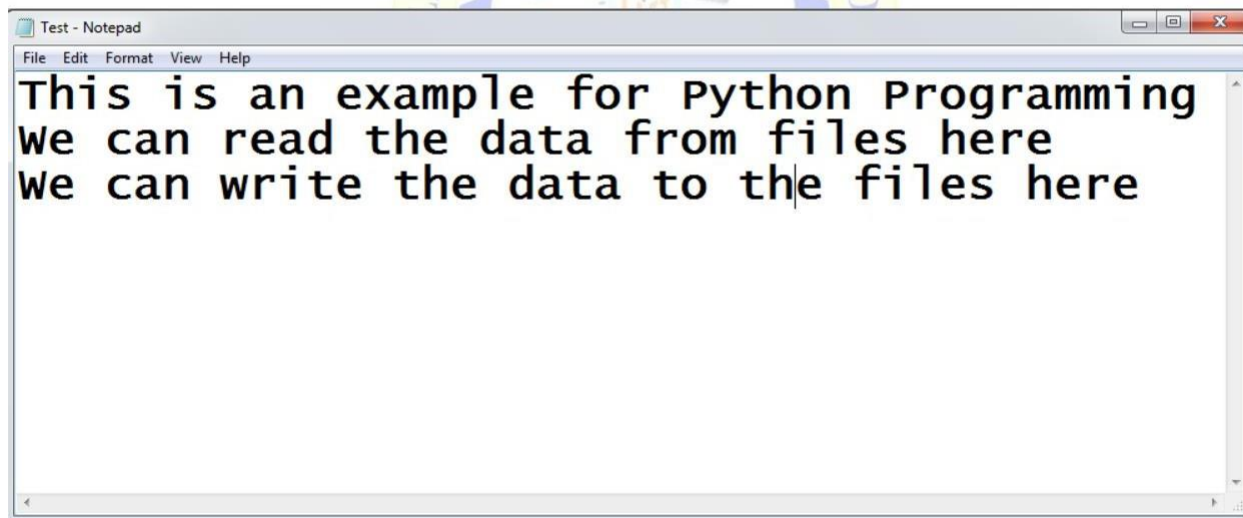 Test - Notepad
File Edit Format View Help
This is an example for Python Programming
We can read the data from files here
We can write the data to the files here